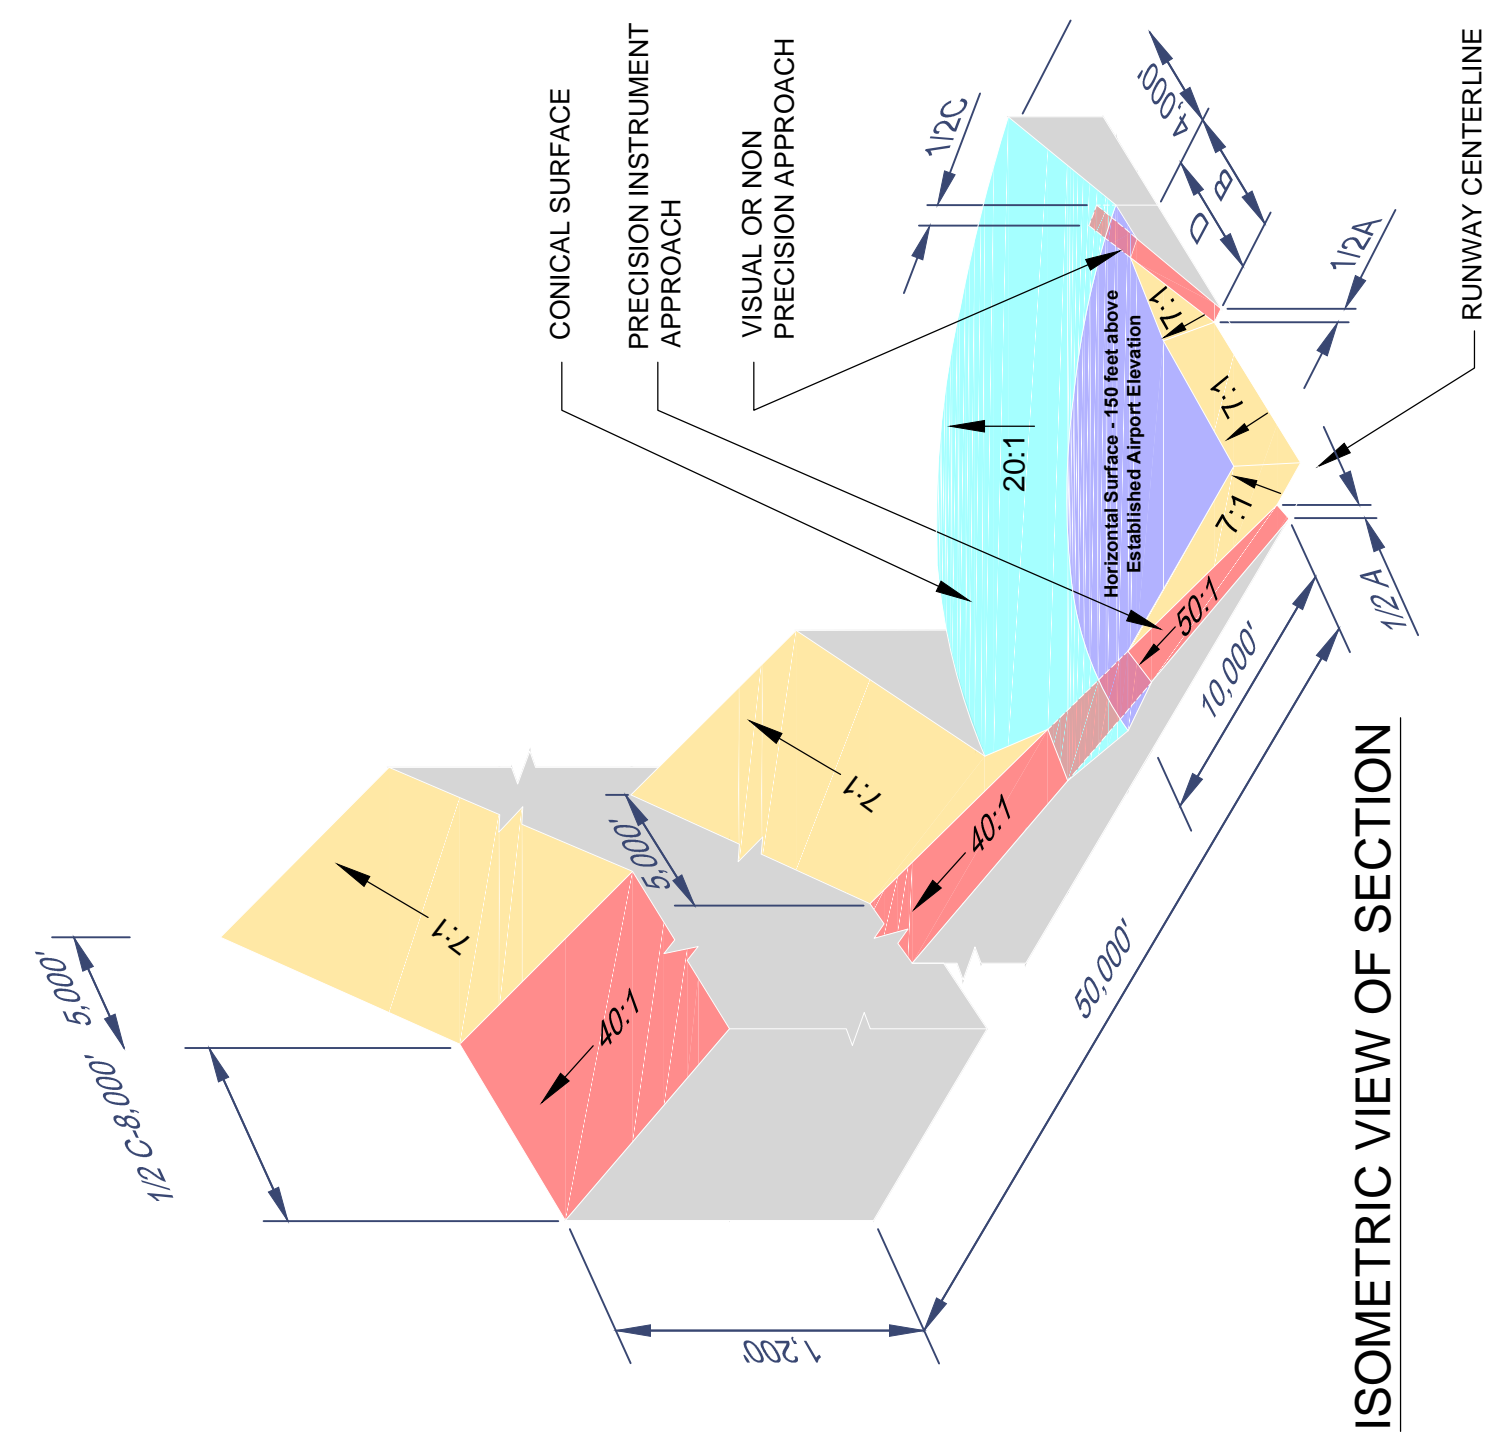 CONICAL SURFACE
PRECISION INSTRUMENT
APPROACH
VISUAL OR NON
PRECISION APPROACH
1/2C
4,000'
B
D
1/2A
RUNWAY CENTERLINE
20:1
Horizontal Surface - 150 feet above
Established Airport Elevation
7:1
7:1
7:1
50:1
1/2 A
10,000'
50,000'
40:1
7:1
5,000'
7:1
40:1
5,000'
1/2 C-8,000'
1,200'
ISOMETRIC VIEW OF SECTION